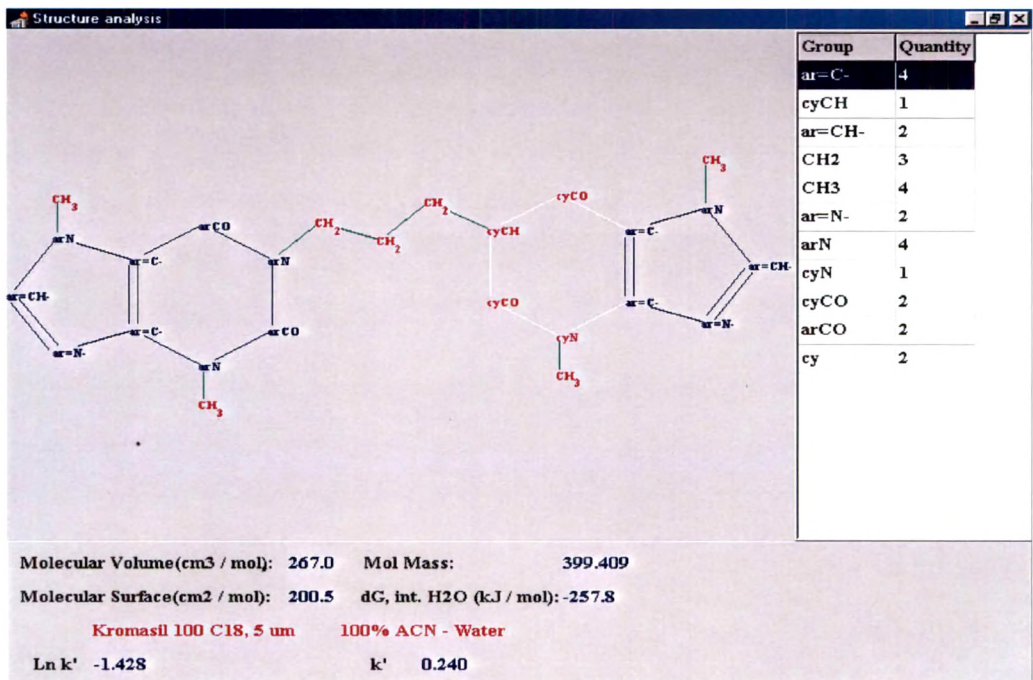 Structure analysis
Group Quantity
ar=C- 4
cyCH 1
ar=CH- 2
CH2 3
CH3 4
ar=N- 2
arN 4
cyN 1
cyCO 2
arCO 2
cy 2
CH3
CH3
cyCO
CH2
CH2
CH2
arN
arCO
cyCH
ar=C-
arN
ar=C-
arN
ar=CH-
ar=CH-
cyCO
ar=C-
ar=C-
arCO
ar=N-
ar=N-
cyN
arN
CH3
CH3
Molecular Volume(cm3 / mol): 267.0 Mol Mass: 399.409
Molecular Surface(cm2 / mol): 200.5 dG, int. H2O (kJ / mol): -257.8
Kromasil 100 C18, 5 um 100% ACN - Water
Ln k' -1.428 k' 0.240